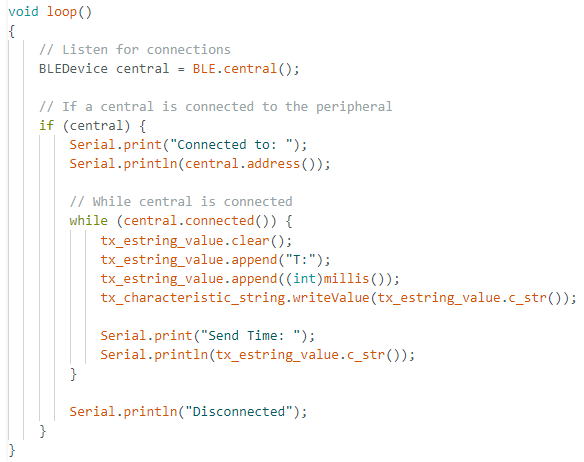 void loop()
{
    // Listen for connections
    BLEDevice central = BLE.central();

    // If a central is connected to the peripheral
    if (central) {
        Serial.print("Connected to: ");
        Serial.println(central.address());

        // While central is connected
        while (central.connected()) {
            tx_estring_value.clear();
            tx_estring_value.append("T:");
            tx_estring_value.append((int)millis());
            tx_characteristic_string.writeValue(tx_estring_value.c_str());

            Serial.print("Send Time: ");
            Serial.println(tx_estring_value.c_str());
        }

        Serial.println("Disconnected");
    }
}